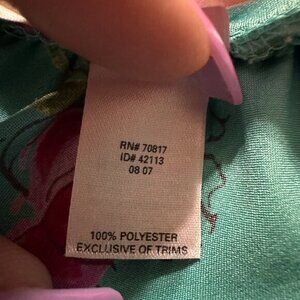 RN# 70817
ID# 42113
08 07
100% POLYESTER
EXCLUSIVE OF TRIMS